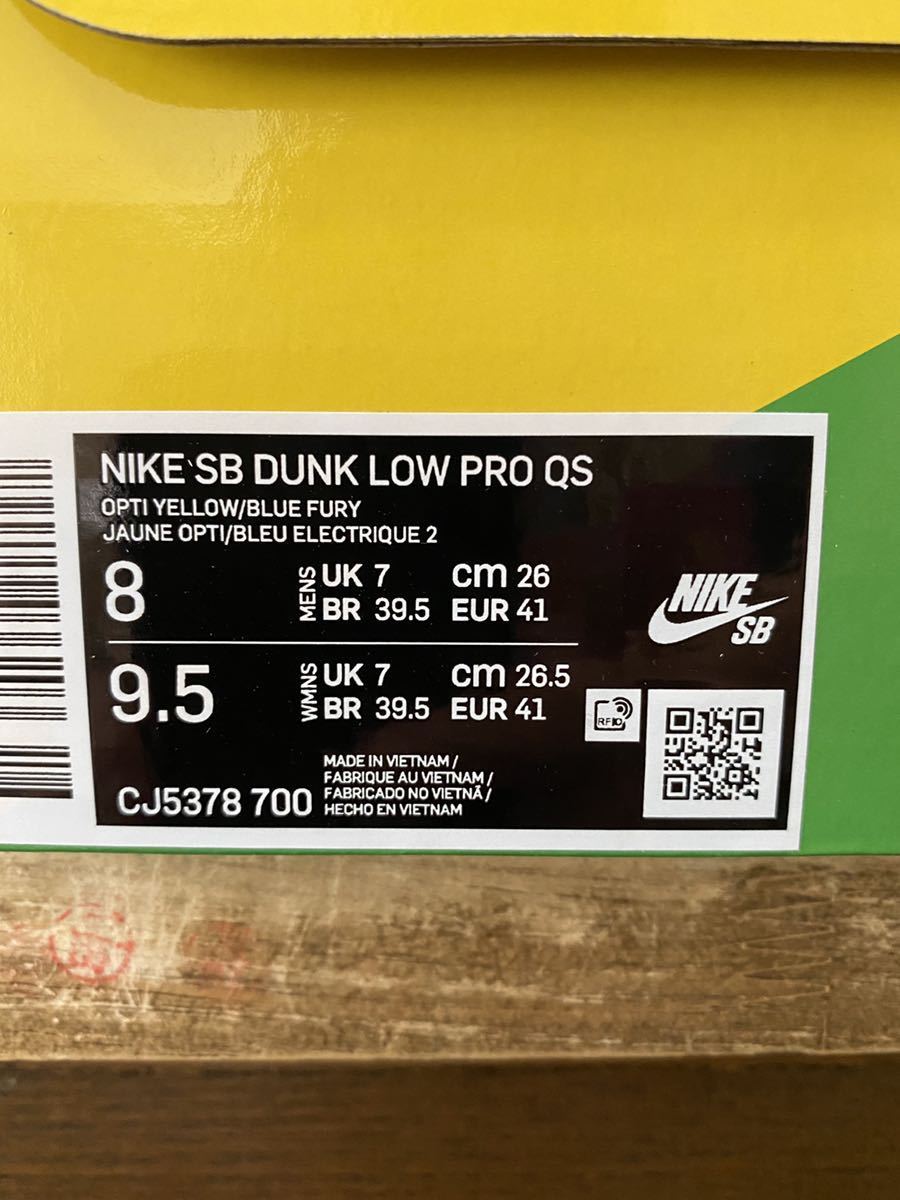 NIKE SB DUNK LOW PRO QS
OPTI YELLOW/BLUE FURY
JAUNE OPTI/BLEU ELECTRIQUE 2
8 MENS UK 7 cm 26
BR 39.5 EUR 41
9.5 WMNS UK 7 cm 26.5
BR 39.5 EUR 41
NIKE
SB
RFID
CJ5378 700
MADE IN VIETNAM /
FABRIQUE AU VIETNAM /
FABRICADO NO VIETNÃ /
HECHO EN VIETNAM